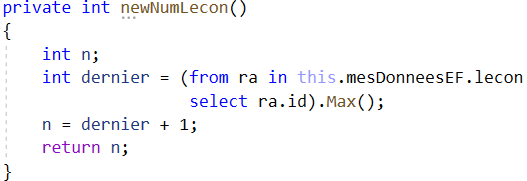 private int newNumLecon()
{
int n;
int dernier = (from ra in this.mesDonneesEF.lecon
select ra.id).Max();
n = dernier + 1;
return n;
}